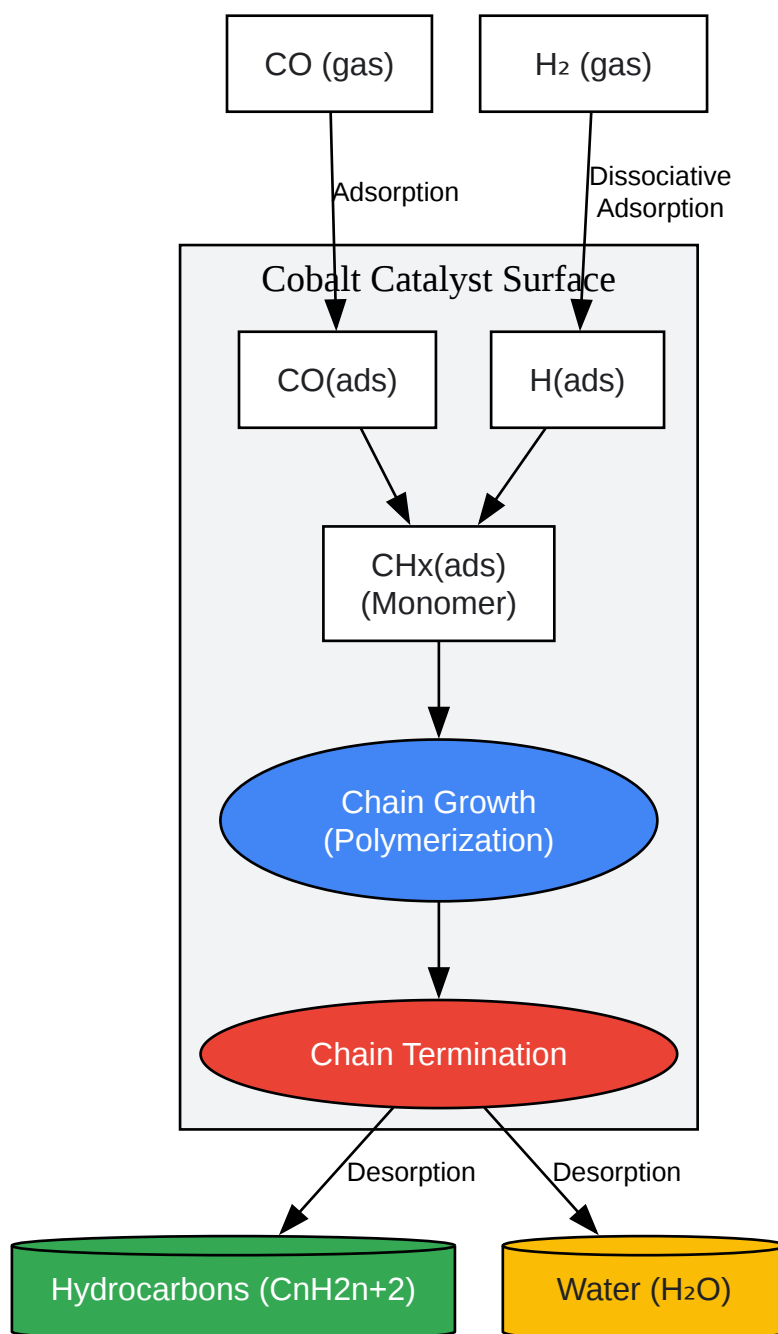 CO (gas)
H₂ (gas)
Adsorption
Dissociative
Adsorption
Cobalt Catalyst Surface
CO(ads)
H(ads)
CHx(ads)
(Monomer)
Chain Growth
(Polymerization)
Chain Termination
Desorption
Desorption
Hydrocarbons (CnH2n+2)
Water (H₂O)